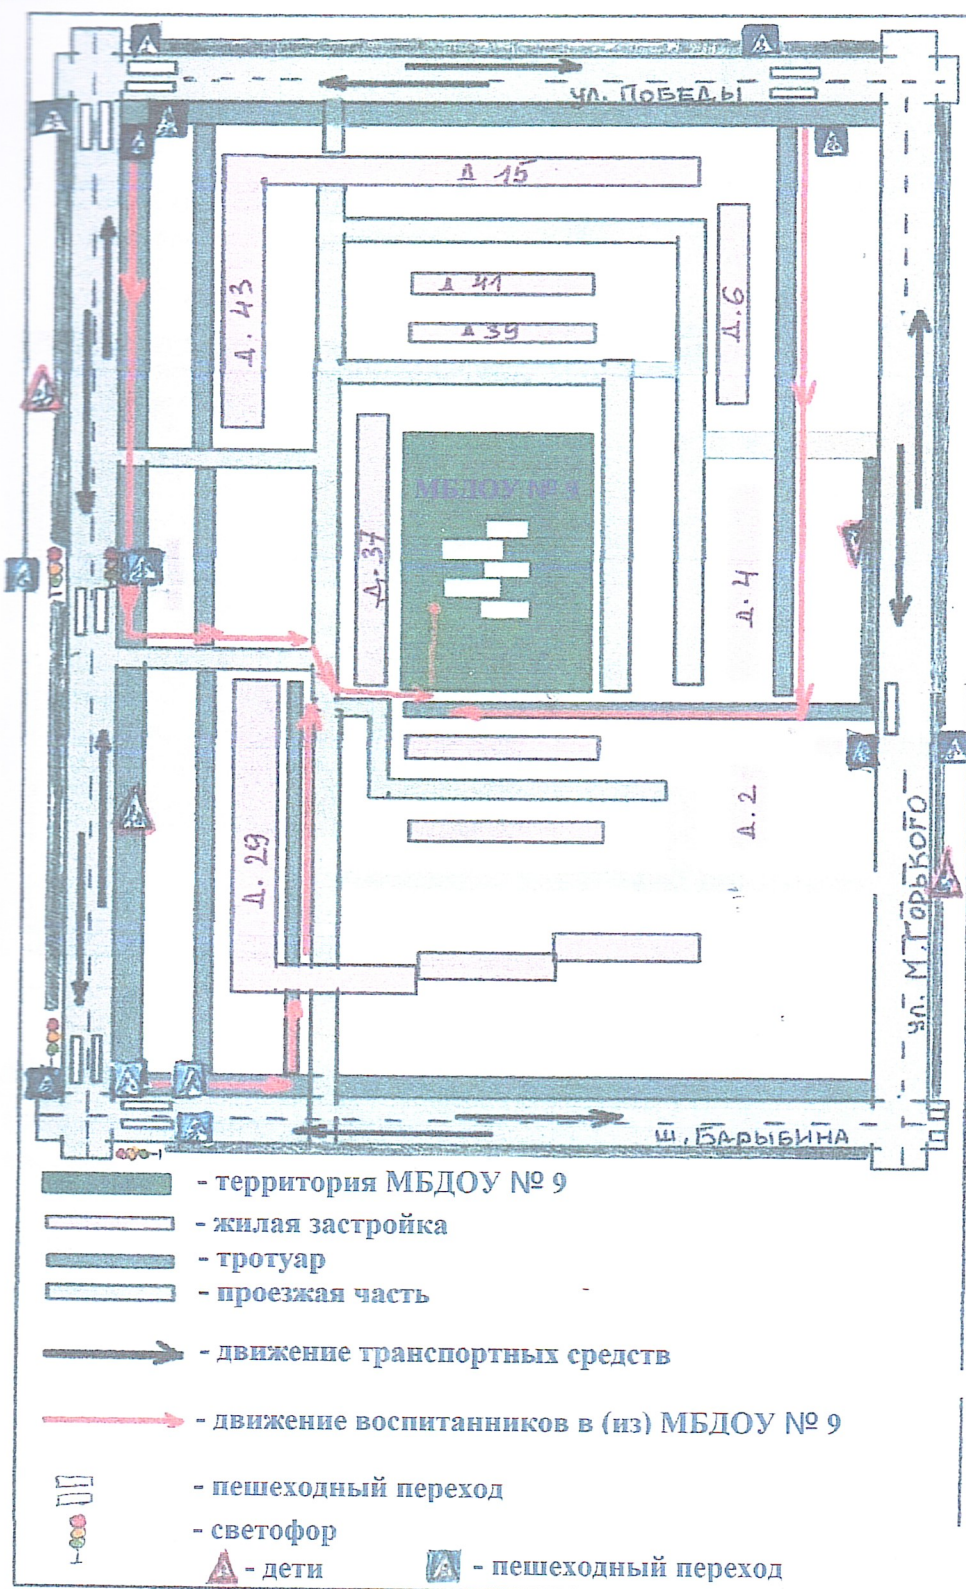 ул. ПОБЕДЫ
д 15
д. 43
д 41
д 39
д.6
МБДОУ № 9
д.37
д. 4
д. 29
д. 2
ул. М.ГОРЬКОГО
ш. БАРЫБИНА
- территория МБДОУ № 9
- жилая застройка
- тротуар
- проезжая часть
- движение транспортных средств
- движение воспитанников в (из) МБДОУ № 9
- пешеходный переход
- светофор
- дети - пешеходный переход